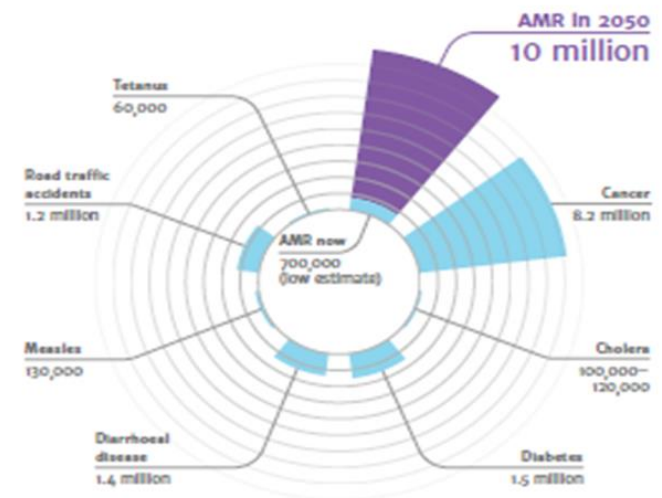 AMR in 2050
10 million
Tetanus
60,000
Road traffic
accidents
1.2 million
Cancer
8.2 million
AMR now
700,000
(low estimate)
Measles
130,000
Cholera
100,000–
120,000
Diarrhoeal
disease
1.4 million
Diabetes
1.5 million